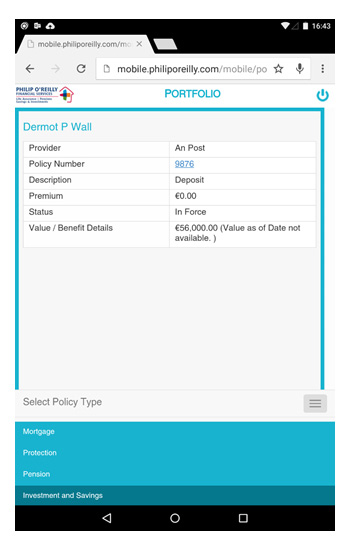 16:43
mobile.philiporeilly.com/mo
mobile.philiporeilly.com/mobile/po
PHILIP O'REILLY
FINANCIAL SERVICES
Life Assurance | Pensions
Savings & Investments
PORTFOLIO
Dermot P Wall
Provider An Post
Policy Number 9876
Description Deposit
Premium €0.00
Status In Force
Value / Benefit Details €56,000.00 (Value as of Date not
available. )
Select Policy Type
Mortgage
Protection
Pension
Investment and Savings